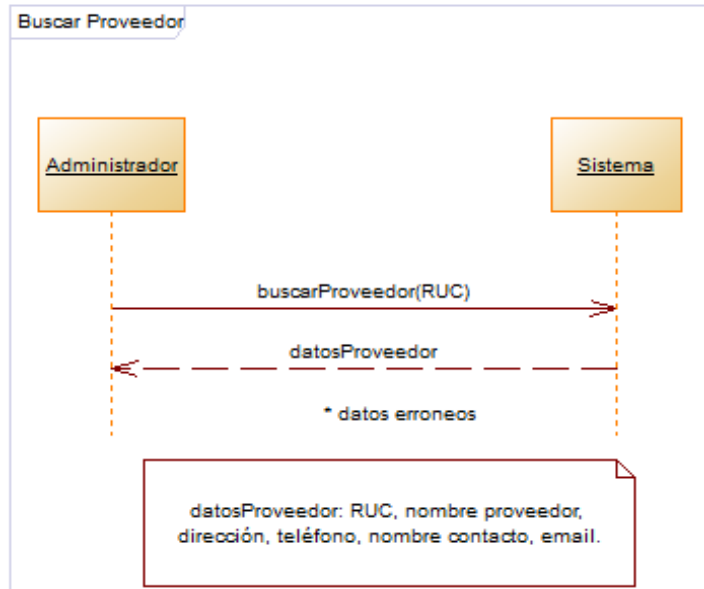 Buscar Proveedor
Administrador
Sistema
buscarProveedor(RUC)
datosProveedor
* datos erroneos
datosProveedor: RUC, nombre proveedor,
dirección, teléfono, nombre contacto, email.